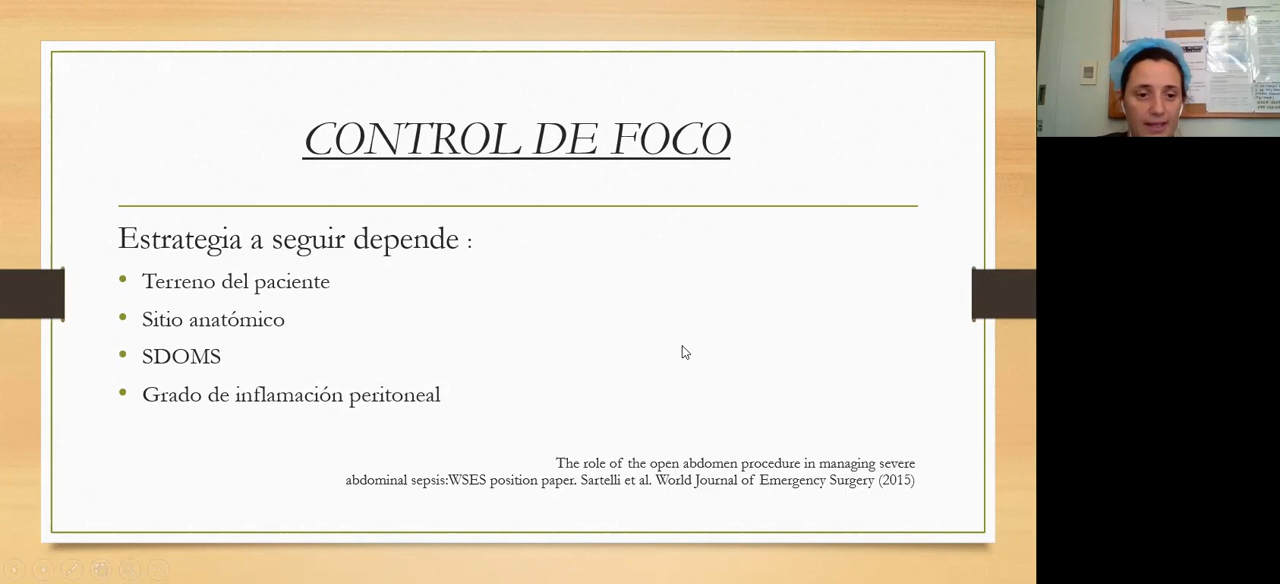 CONTROL DE FOCO
Estrategia a seguir depende :
Terreno del paciente
Sitio anatómico
SDOMS
Grado de inflamación peritoneal
The role of the open abdomen procedure in managing severe
abdominal sepsis:WSES position paper. Sartelli et al. World Journal of Emergency Surgery (2015)